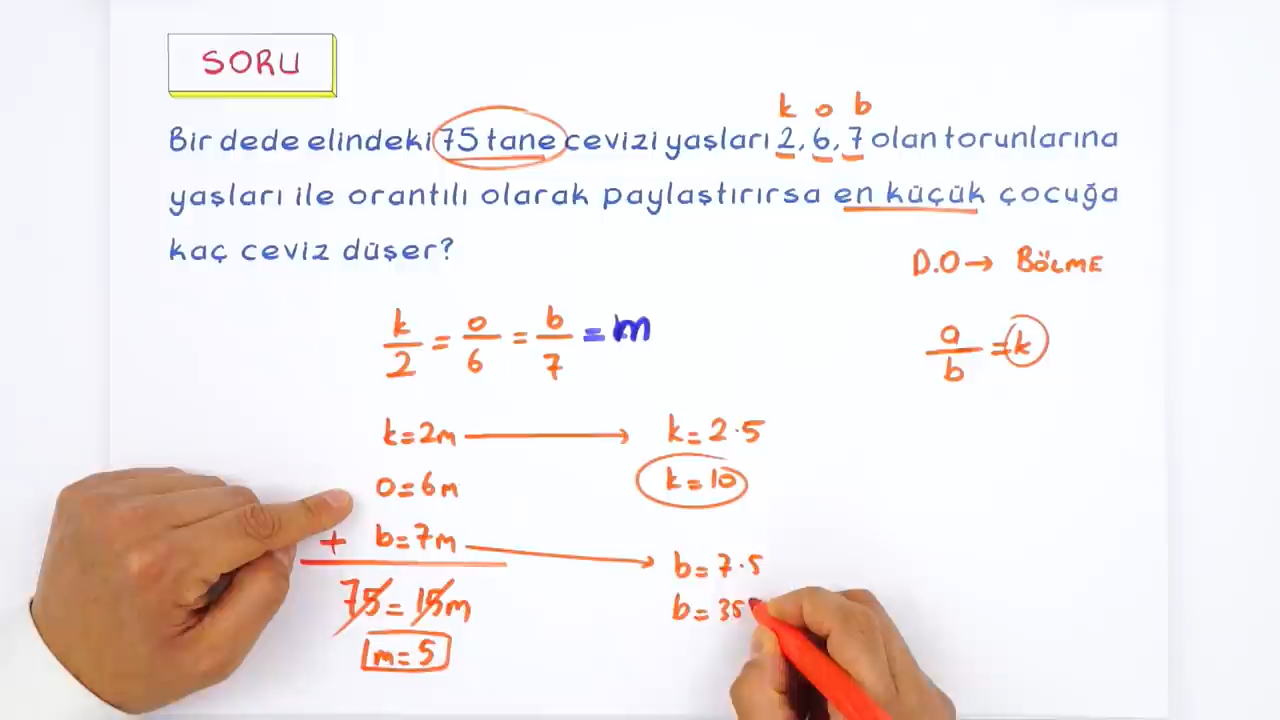 SORU
k o b
Bir dede elindeki 75 tane cevizi yaşları 2, 6, 7 olan torunlarına
yaşları ile orantılı olarak paylaştırırsa en küçük çocuğa
kaç ceviz düşer?
D.O → BÖLME
k/2 = o/6 = b/7 = m
a/b = k
k = 2m → k = 2·5
k = 10
o = 6m
+ b = 7m → b = 7·5
75 = 15m
b = 35
m = 5